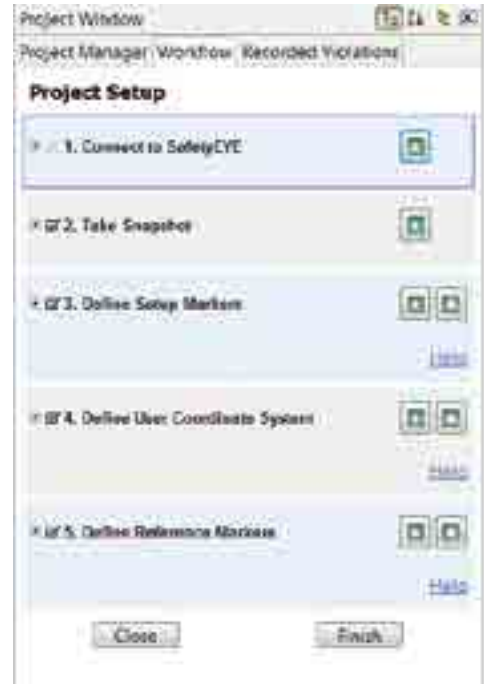 Project Window
Project Manager Workflow Recorded Violations
Project Setup
1. Connect to SafetyEYE
2. Take Snapshot
3. Define Setup Markers
Help
4. Define User Coordinate System
Help
5. Define Reference Markers
Help
Close Finish